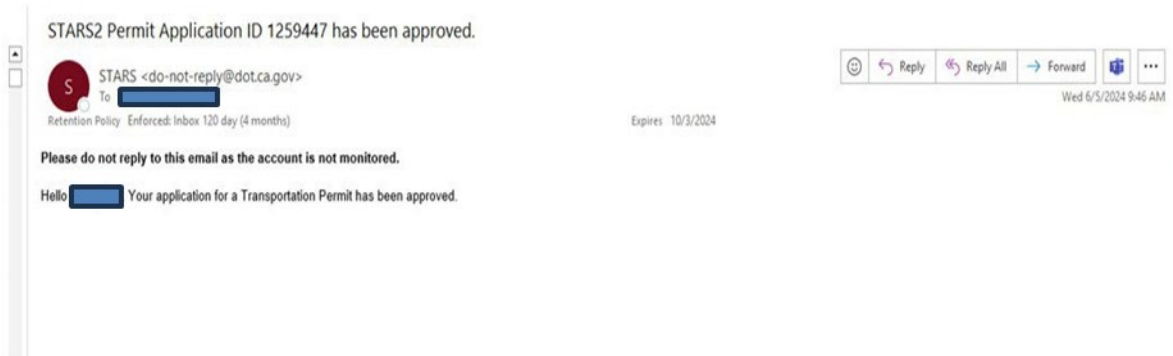 STARS2 Permit Application ID 1259447 has been approved.
S
STARS <do-not-reply@dot.ca.gov>
To
Reply
Reply All
Forward
Wed 6/5/2024 9:46 AM
Retention Policy Enforced: Inbox 120 day (4 months)
Expires 10/3/2024
Please do not reply to this email as the account is not monitored.
Hello Your application for a Transportation Permit has been approved.